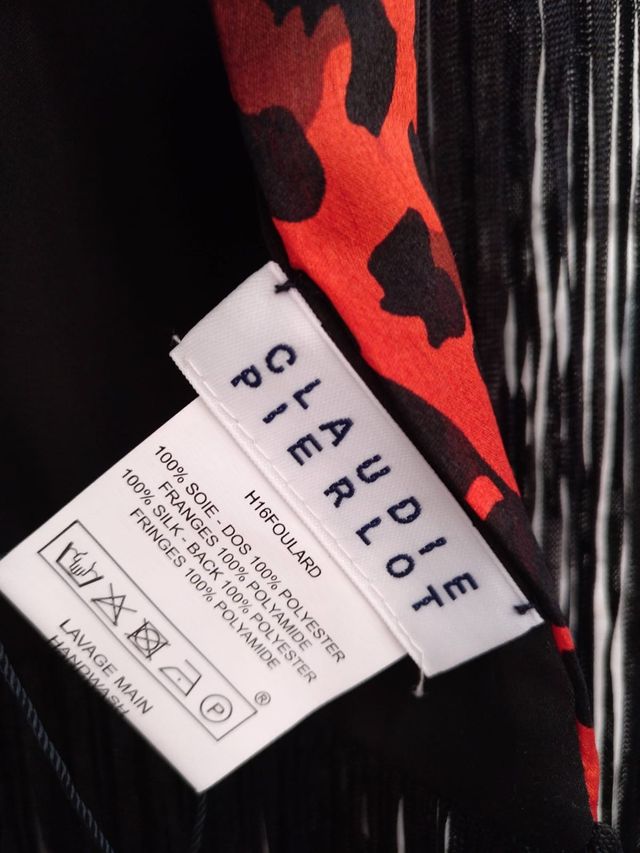 CLAUDIE
PIERLOT
H16FOULARD
100% SOIE - DOS 100% POLYESTER
FRANGES 100% POLYAMIDE
100% SILK - BACK 100% POLYESTER
FRINGES 100% POLYAMIDE
P
®
LAVAGE MAIN
HANDWASH